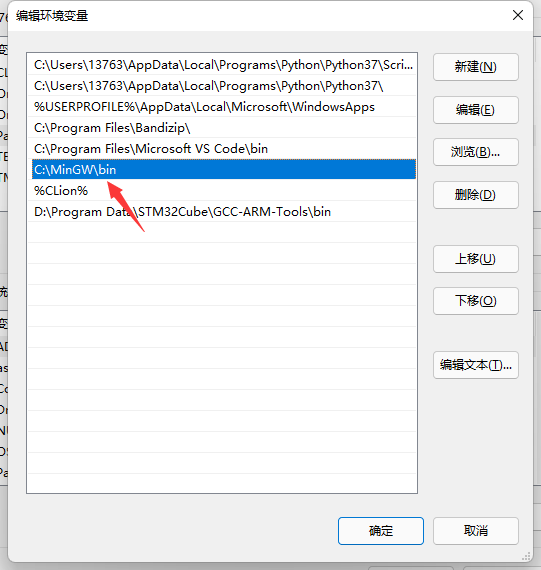 编辑环境变量
C:\Users\13763\AppData\Local\Programs\Python\Python37\Scri...
C:\Users\13763\AppData\Local\Programs\Python\Python37\
%USERPROFILE%\AppData\Local\Microsoft\WindowsApps
C:\Program Files\Bandizip\
C:\Program Files\Microsoft VS Code\bin
C:\MinGW\bin
%CLion%
D:\Program Data\STM32Cube\GCC-ARM-Tools\bin
新建(N)
编辑(E)
浏览(B)...
删除(D)
上移(U)
下移(O)
编辑文本(T)...
确定
取消